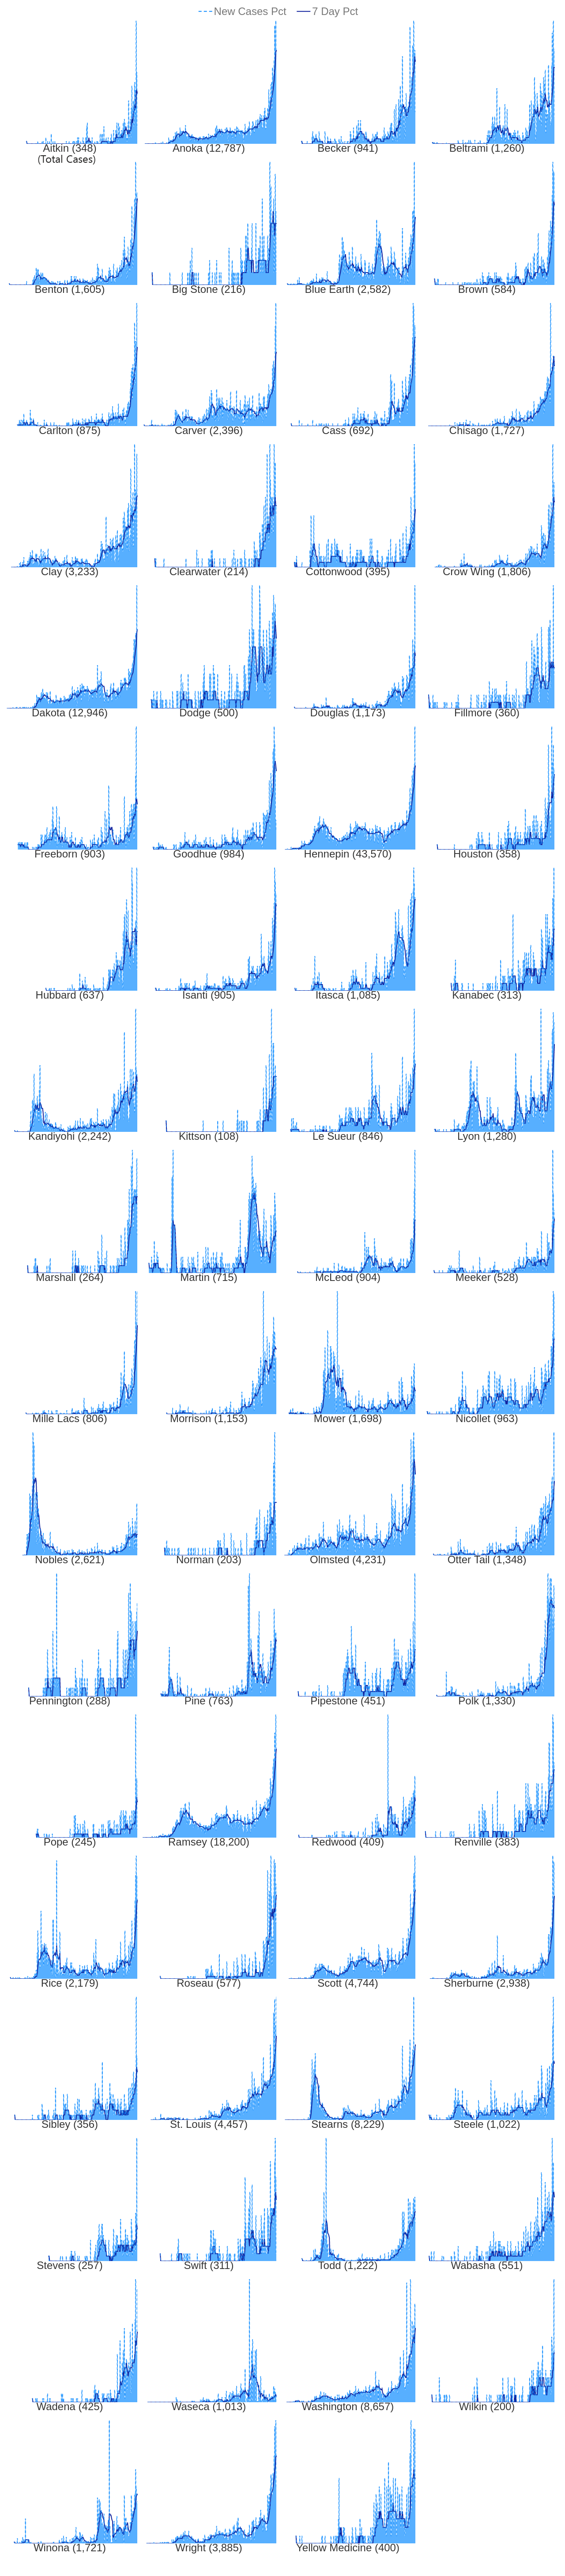 New Cases Pct 7 Day Pct
Aitkin (348) Anoka (12,787) Becker (941) Beltrami (1,260)
(Total Cases)
Benton (1,605) Big Stone (216) Blue Earth (2,582) Brown (584)
Carlton (875) Carver (2,396) Cass (692) Chisago (1,727)
Clay (3,233) Clearwater (214) Cottonwood (395) Crow Wing (1,806)
Dakota (12,946) Dodge (500) Douglas (1,173) Fillmore (360)
Freeborn (903) Goodhue (984) Hennepin (43,570) Houston (358)
Hubbard (637) Isanti (905) Itasca (1,085) Kanabec (313)
Kandiyohi (2,242) Kittson (108) Le Sueur (846) Lyon (1,280)
Marshall (264) Martin (715) McLeod (904) Meeker (528)
Mille Lacs (806) Morrison (1,153) Mower (1,698) Nicollet (963)
Nobles (2,621) Norman (203) Olmsted (4,231) Otter Tail (1,348)
Pennington (288) Pine (763) Pipestone (451) Polk (1,330)
Pope (245) Ramsey (18,200) Redwood (409) Renville (383)
Rice (2,179) Roseau (577) Scott (4,744) Sherburne (2,938)
Sibley (356) St. Louis (4,457) Stearns (8,229) Steele (1,022)
Stevens (257) Swift (311) Todd (1,222) Wabasha (551)
Wadena (425) Waseca (1,013) Washington (8,657) Wilkin (200)
Winona (1,721) Wright (3,885) Yellow Medicine (400)